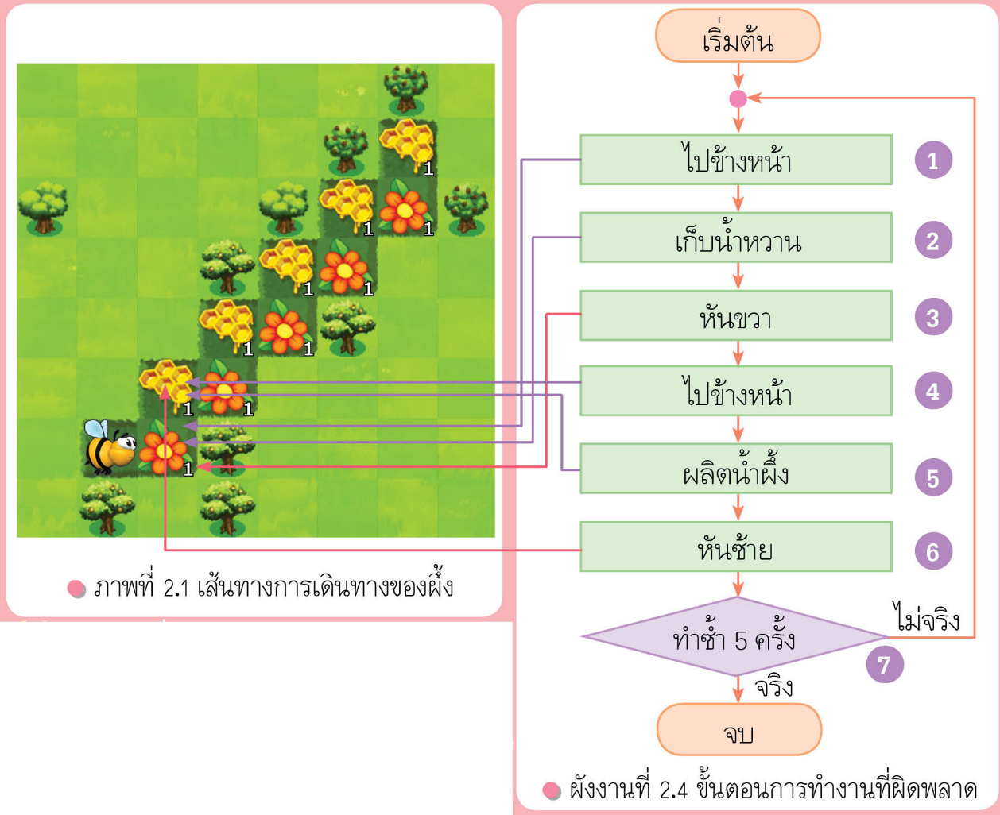 1
1
1
1
1
1
1
1
1
1
ภาพที่ 2.1 เส้นทางการเดินทางของผึ้ง
เริ่มต้น
ไปข้างหน้า
1
เก็บน้ำหวาน
2
หันขวา
3
ไปข้างหน้า
4
ผลิตน้ำผึ้ง
5
หันซ้าย
6
ไม่จริง
ทำซ้ำ 5 ครั้ง
7
จริง
จบ
ผังงานที่ 2.4 ขั้นตอนการทำงานที่ผิดพลาด